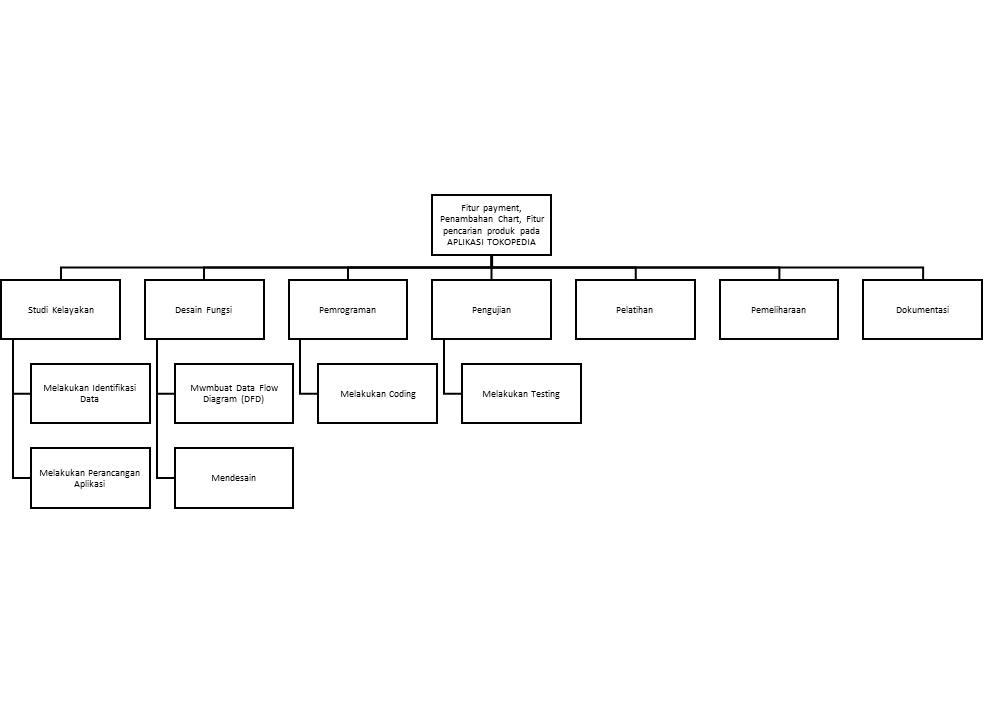 Fitur payment,
Penambahan Chart, Fitur
pencarian produk pada
APLIKASI TOKOPEDIA
Studi Kelayakan
Desain Fungsi
Pemrograman
Pengujian
Pelatihan
Pemeliharaan
Dokumentasi
Melakukan Identifikasi
Data
Mwmbuat Data Flow
Diagram (DFD)
Melakukan Coding
Melakukan Testing
Melakukan Perancangan
Aplikasi
Mendesain